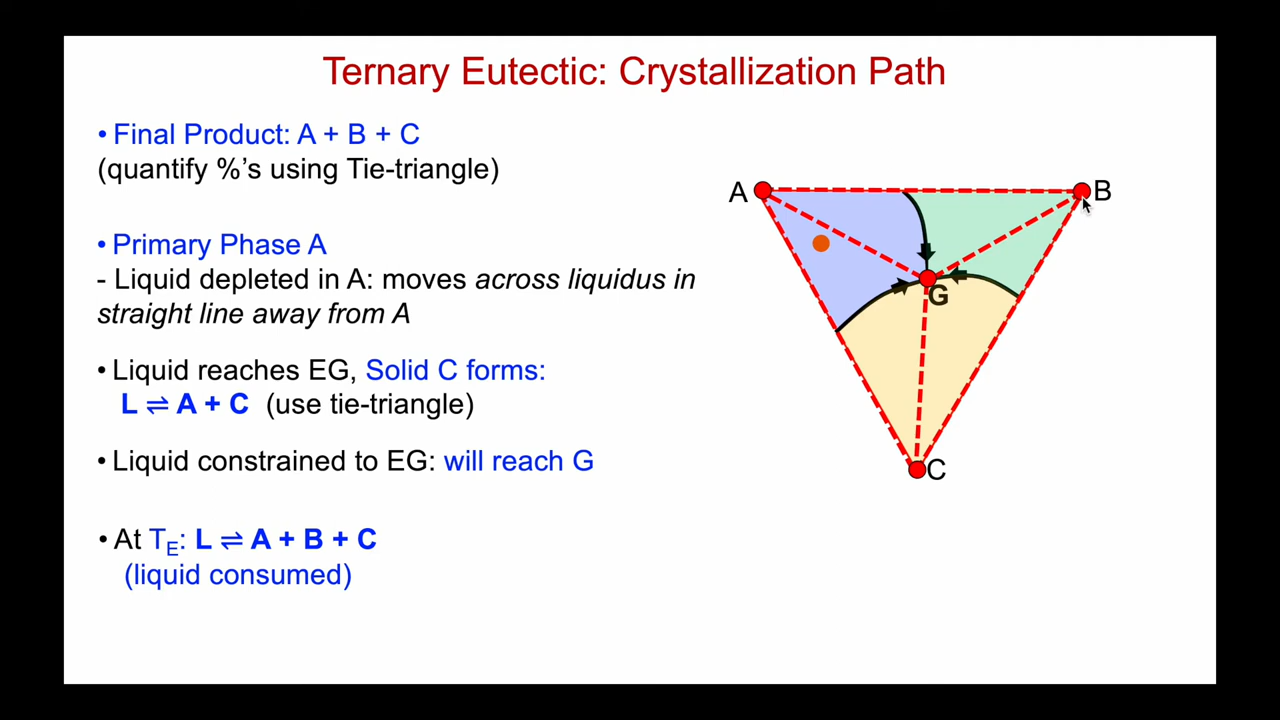 Ternary Eutectic: Crystallization Path
• Final Product: A + B + C
(quantify %’s using Tie-triangle)
• Primary Phase A
- Liquid depleted in A: moves across liquidus in
straight line away from A
• Liquid reaches EG, Solid C forms:
L ⇌ A + C (use tie-triangle)
• Liquid constrained to EG: will reach G
• At TE: L ⇌ A + B + C
(liquid consumed)
A
B
G
C